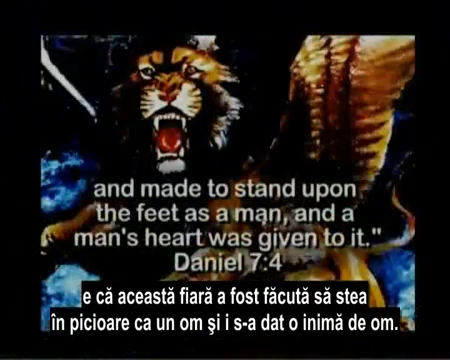 and made to stand upon
the feet as a man, and a
man's heart was given to it."
Daniel 7:4
e că această fiară a fost făcută să stea
în picioare ca un om şi i s-a dat o inimă de om.